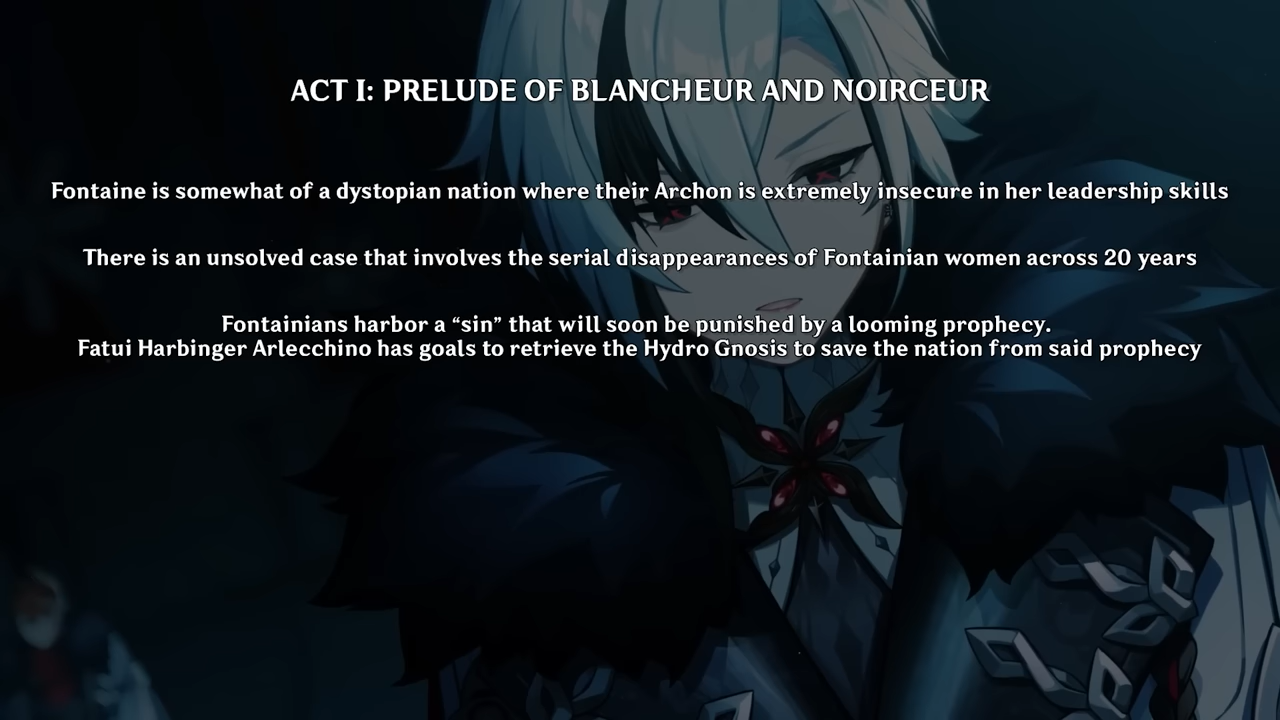 ACT I: PRELUDE OF BLANCHEUR AND NOIRCEUR
Fontaine is somewhat of a dystopian nation where their Archon is extremely insecure in her leadership skills
There is an unsolved case that involves the serial disappearances of Fontainian women across 20 years
Fontainians harbor a “sin” that will soon be punished by a looming prophecy.
Fatui Harbinger Arlecchino has goals to retrieve the Hydro Gnosis to save the nation from said prophecy